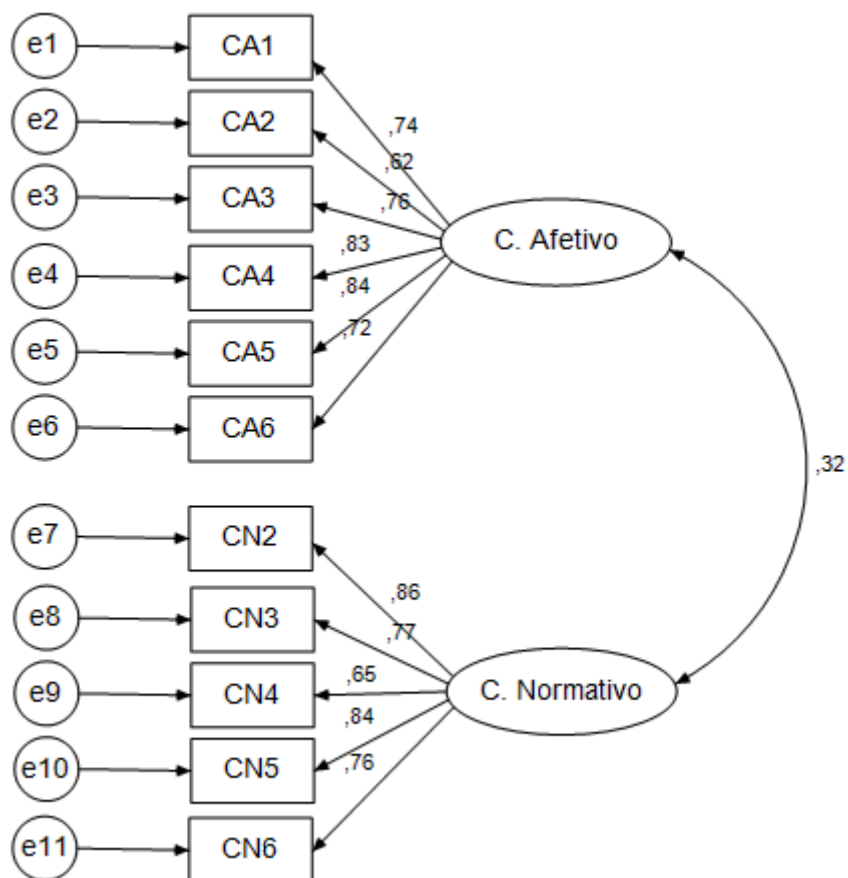 e1 CA1
e2 CA2
,74
,62
e3 CA3
,76
C. Afetivo
e4 CA4
,83
,84
e5 CA5
,72
e6 CA6
,32
e7 CN2
,86
e8 CN3
,77
e9 CN4
,65
C. Normativo
,84
e10 CN5
,76
e11 CN6